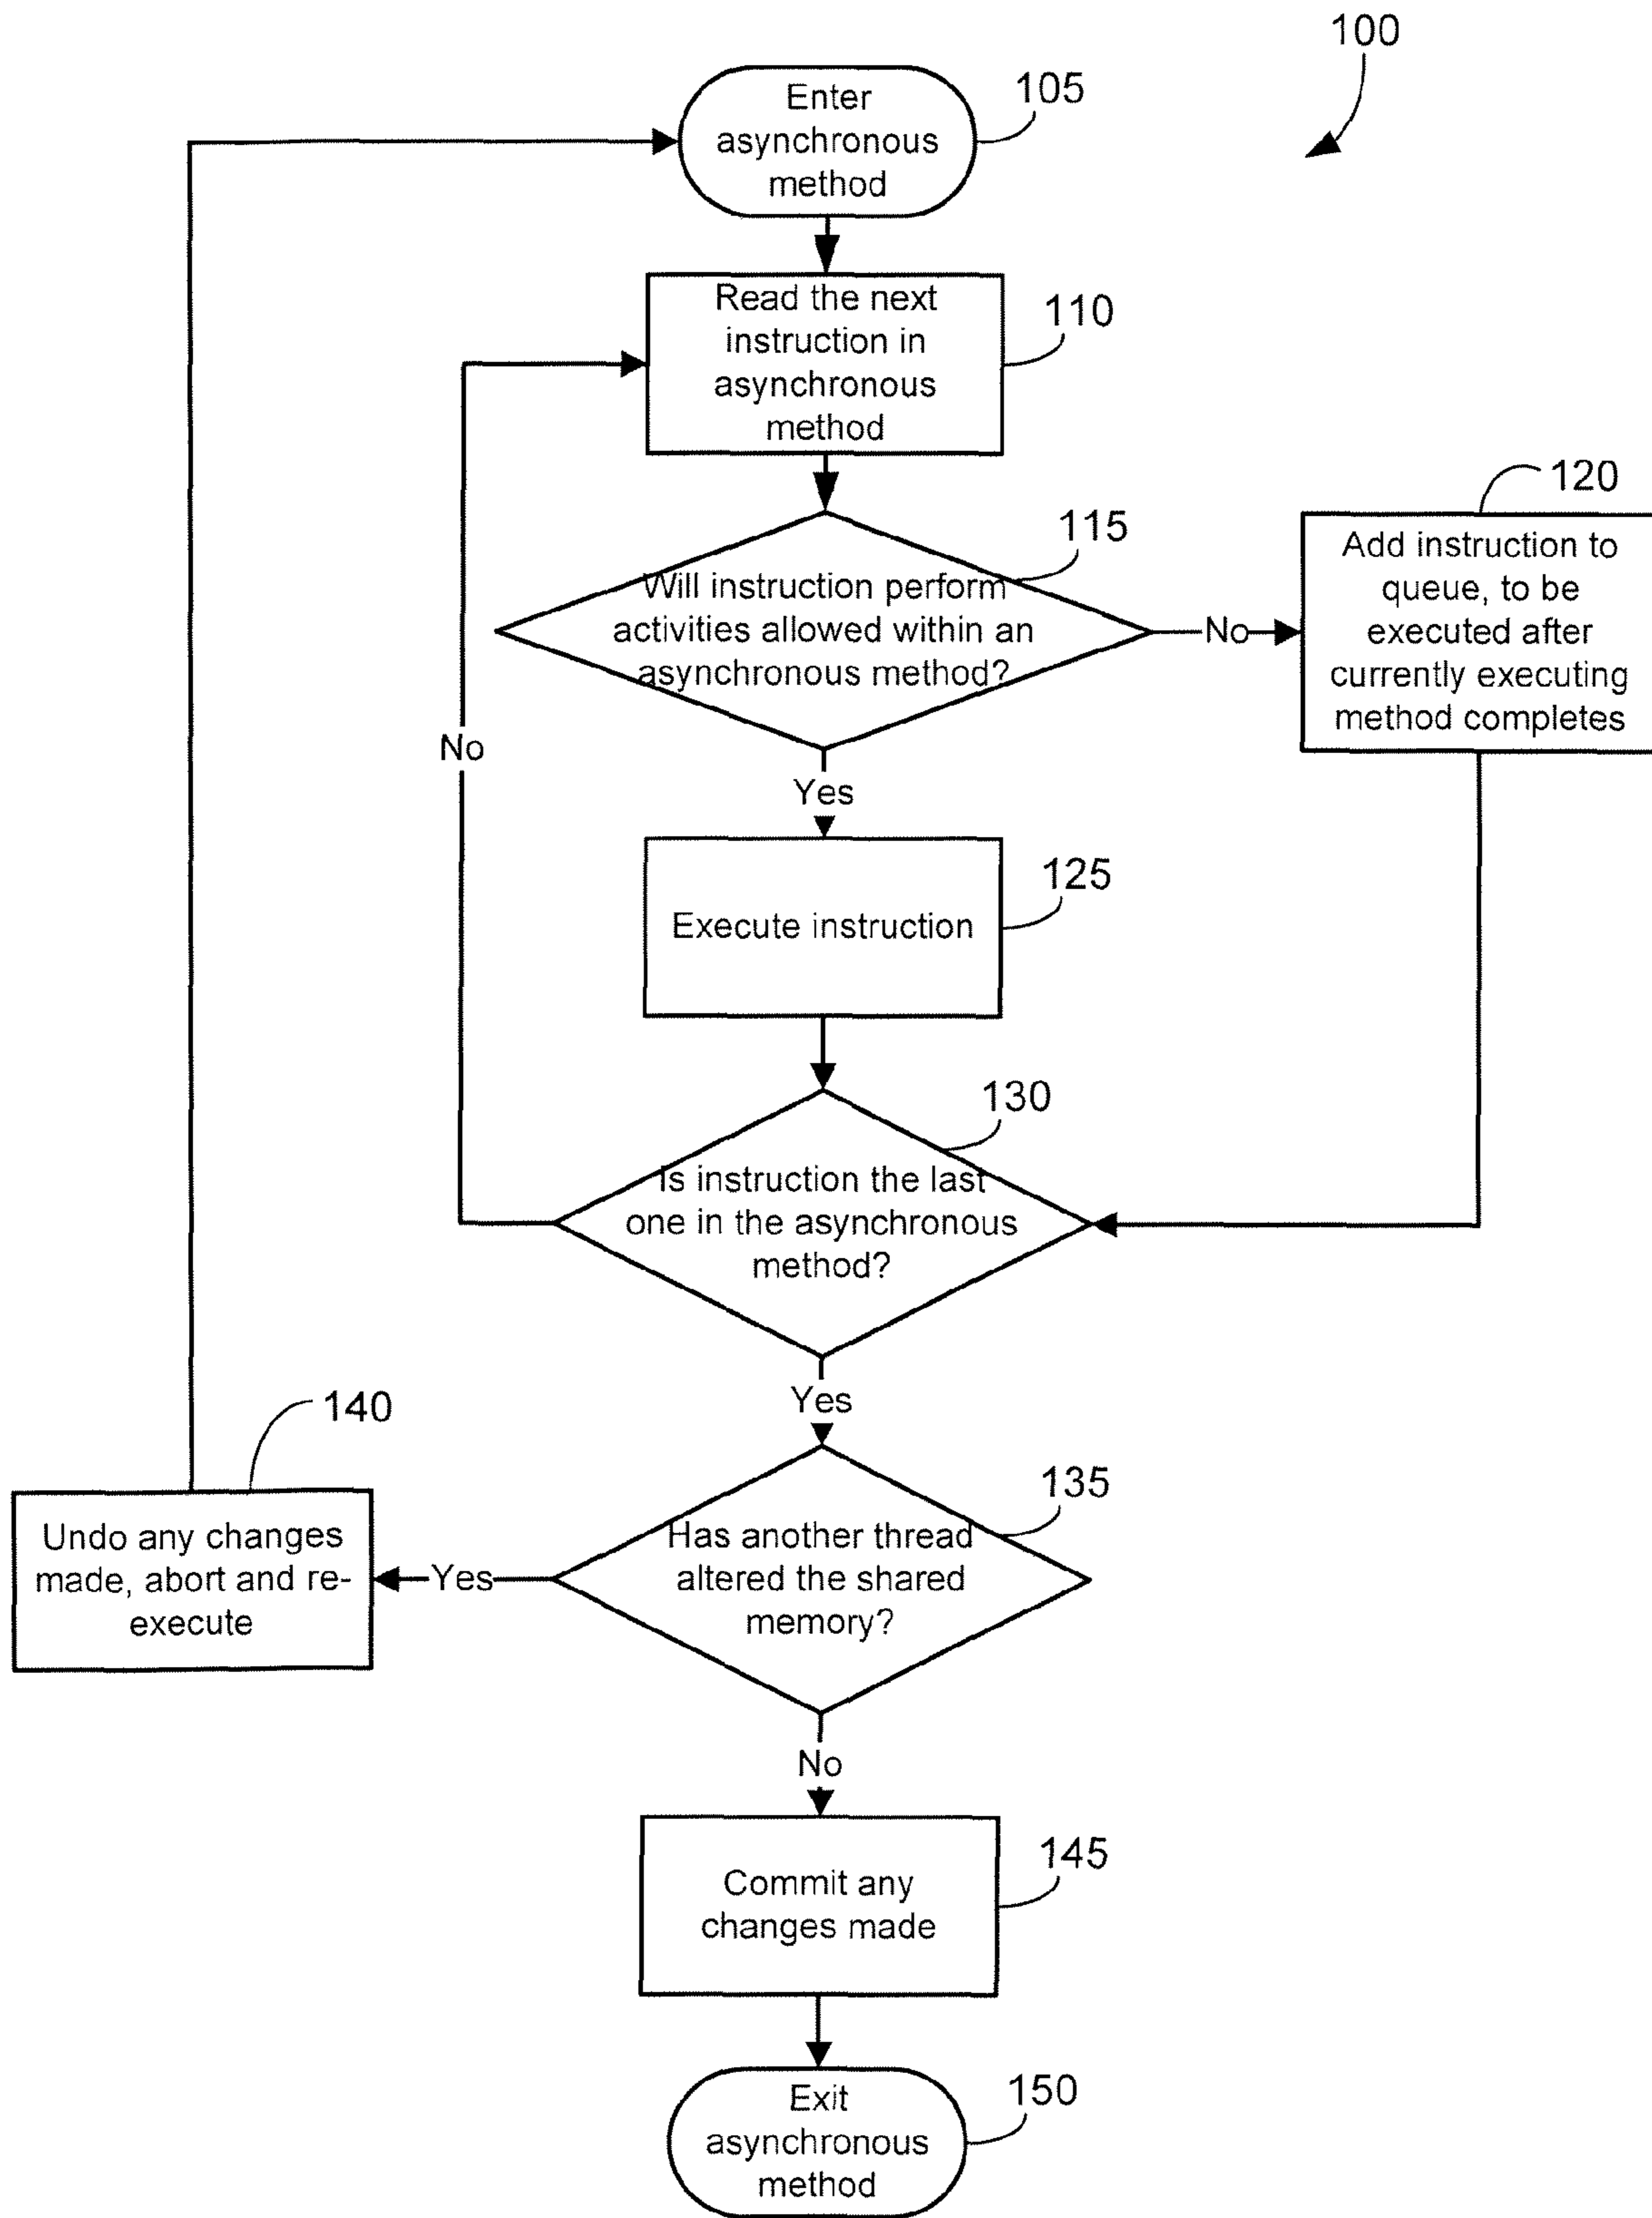 100
Enter
asynchronous
method
105
Read the next
instruction in
asynchronous
method
110
Will instruction perform
activities allowed within an
asynchronous method?
115
No
Add instruction to
queue, to be
executed after
currently executing
method completes
120
No
Yes
Execute instruction
125
Is instruction the last
one in the asynchronous
method?
130
Yes
Has another thread
altered the shared
memory?
135
Yes
Undo any changes
made, abort and re-
execute
140
No
Commit any
changes made
145
Exit
asynchronous
method
150